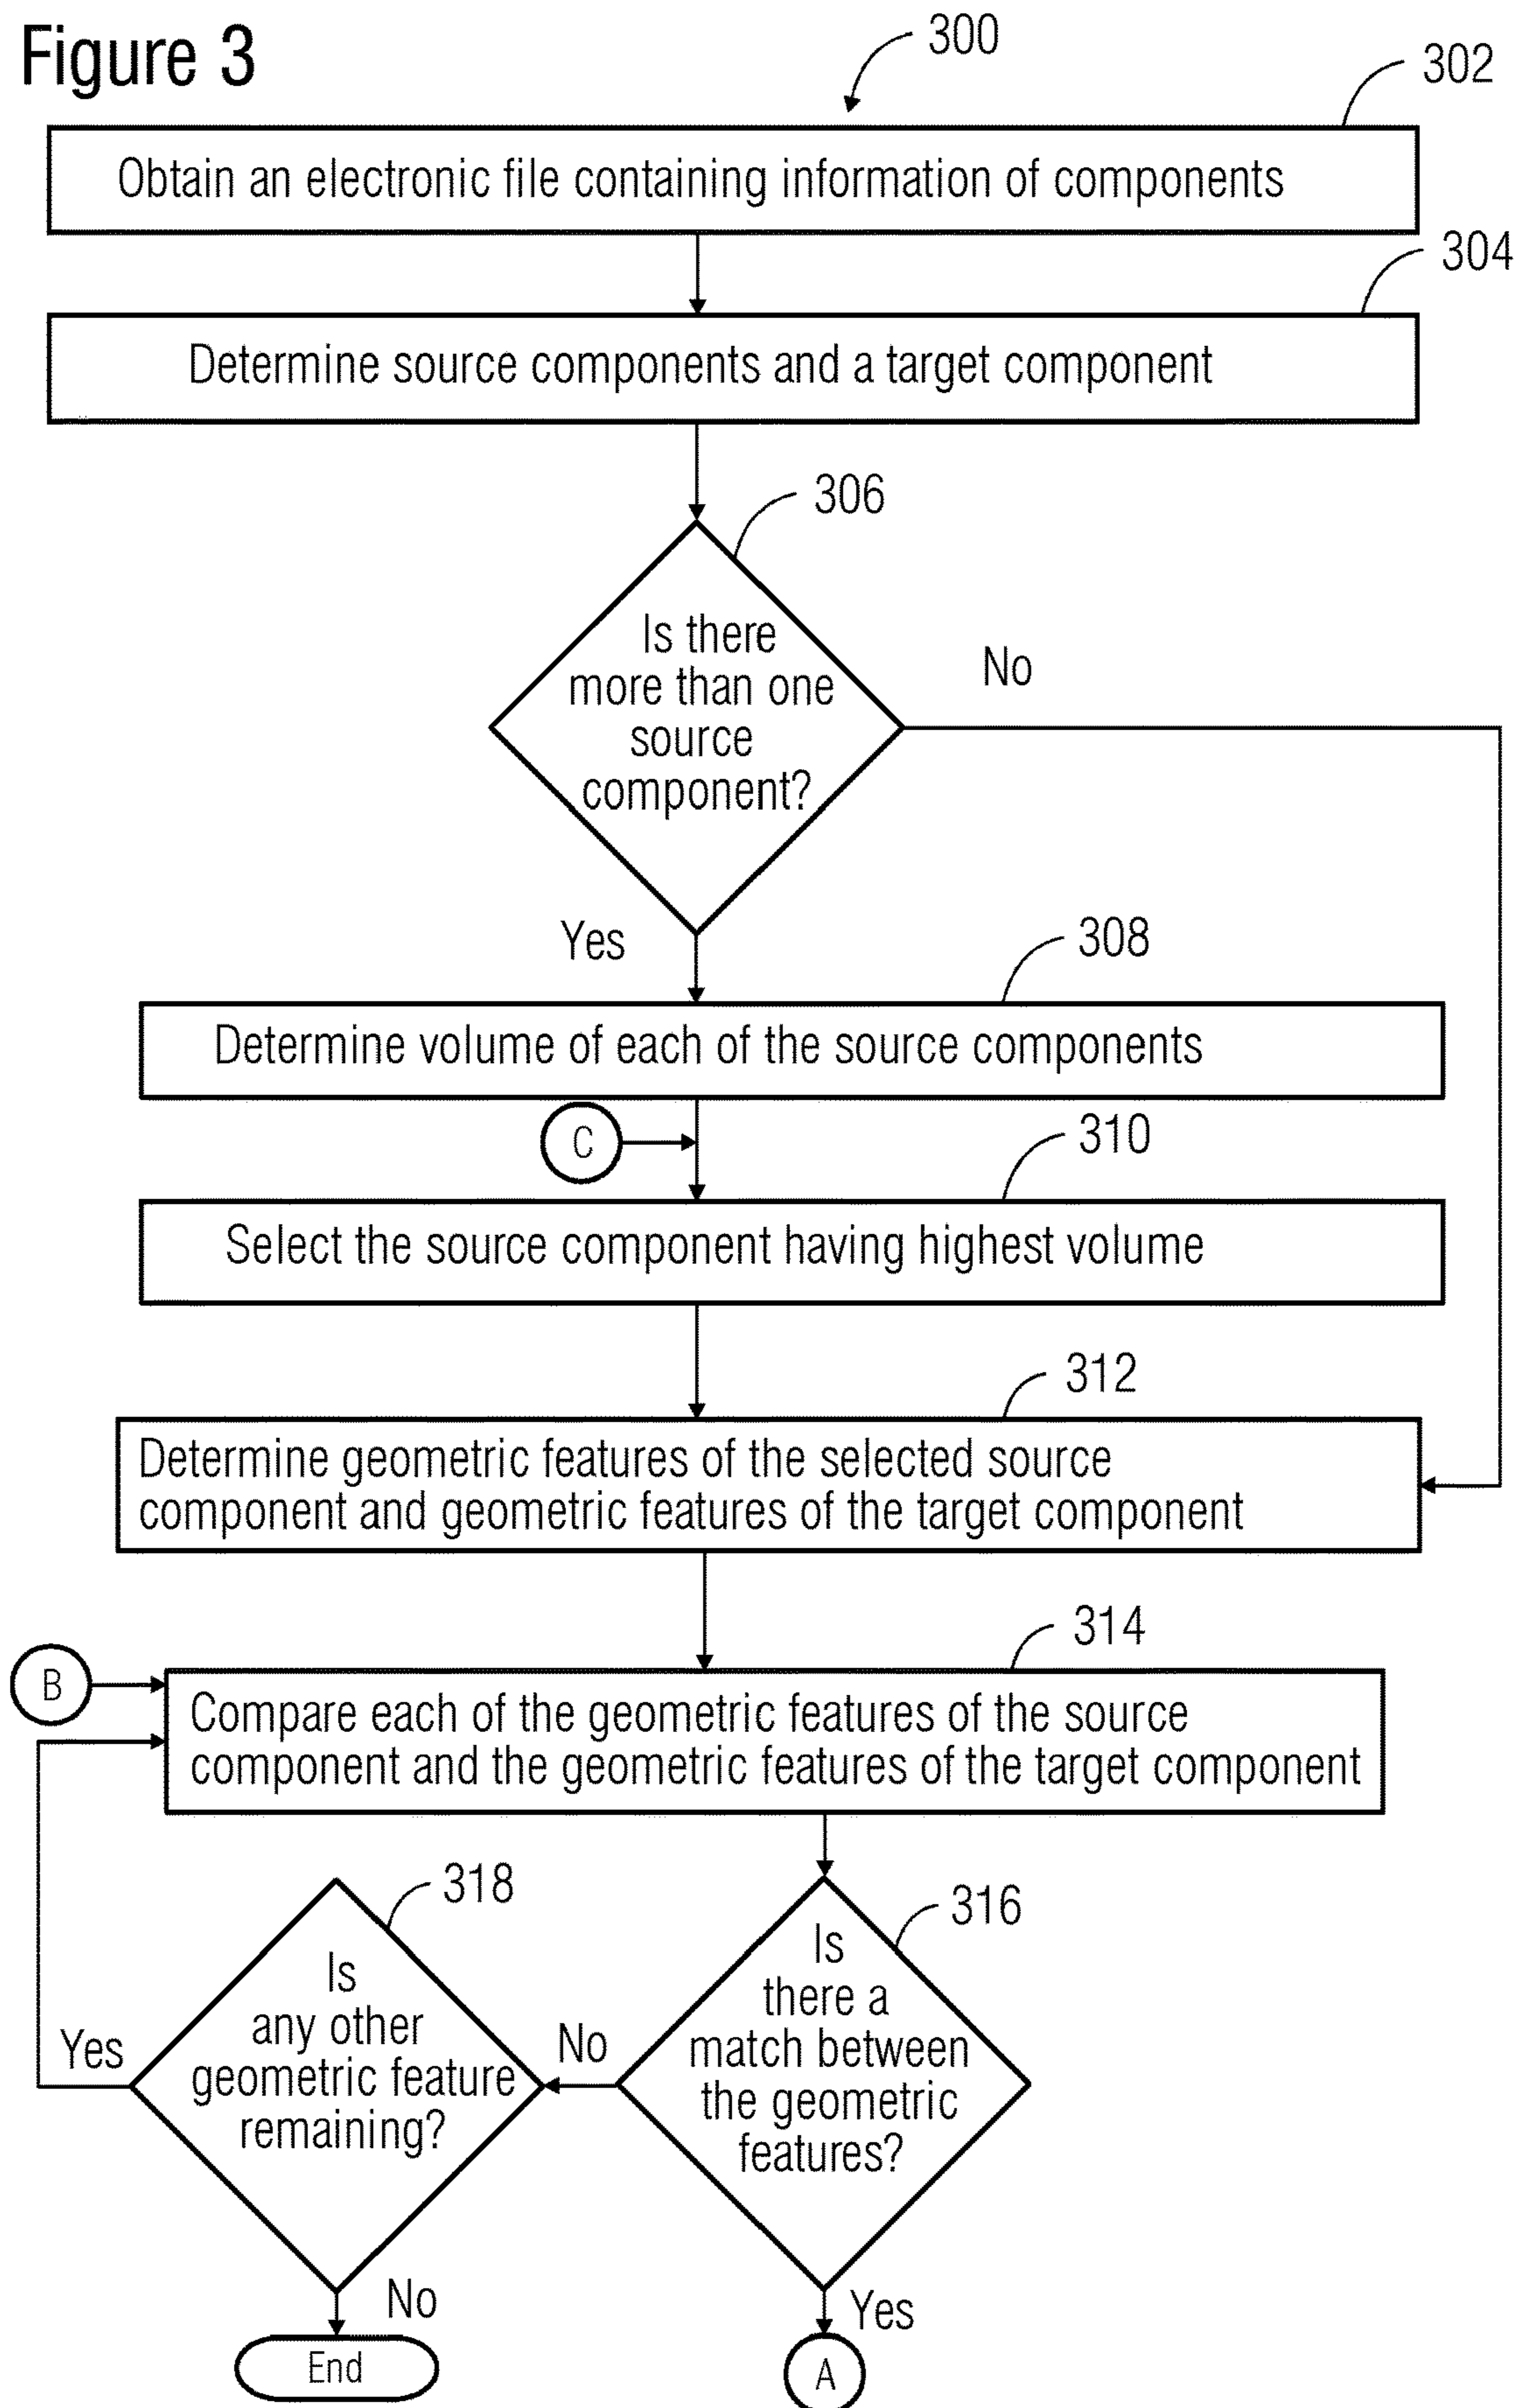 Figure 3
300
302
Obtain an electronic file containing information of components
304
Determine source components and a target component
306
Is there
more than one
source
component?
No
Yes
308
Determine volume of each of the source components
C
310
Select the source component having highest volume
312
Determine geometric features of the selected source
component and geometric features of the target component
314
B
Compare each of the geometric features of the source
component and the geometric features of the target component
318
316
Is
any other
geometric feature
remaining?
Yes
No
Is
there a
match between
the geometric
features?
No
Yes
End
A